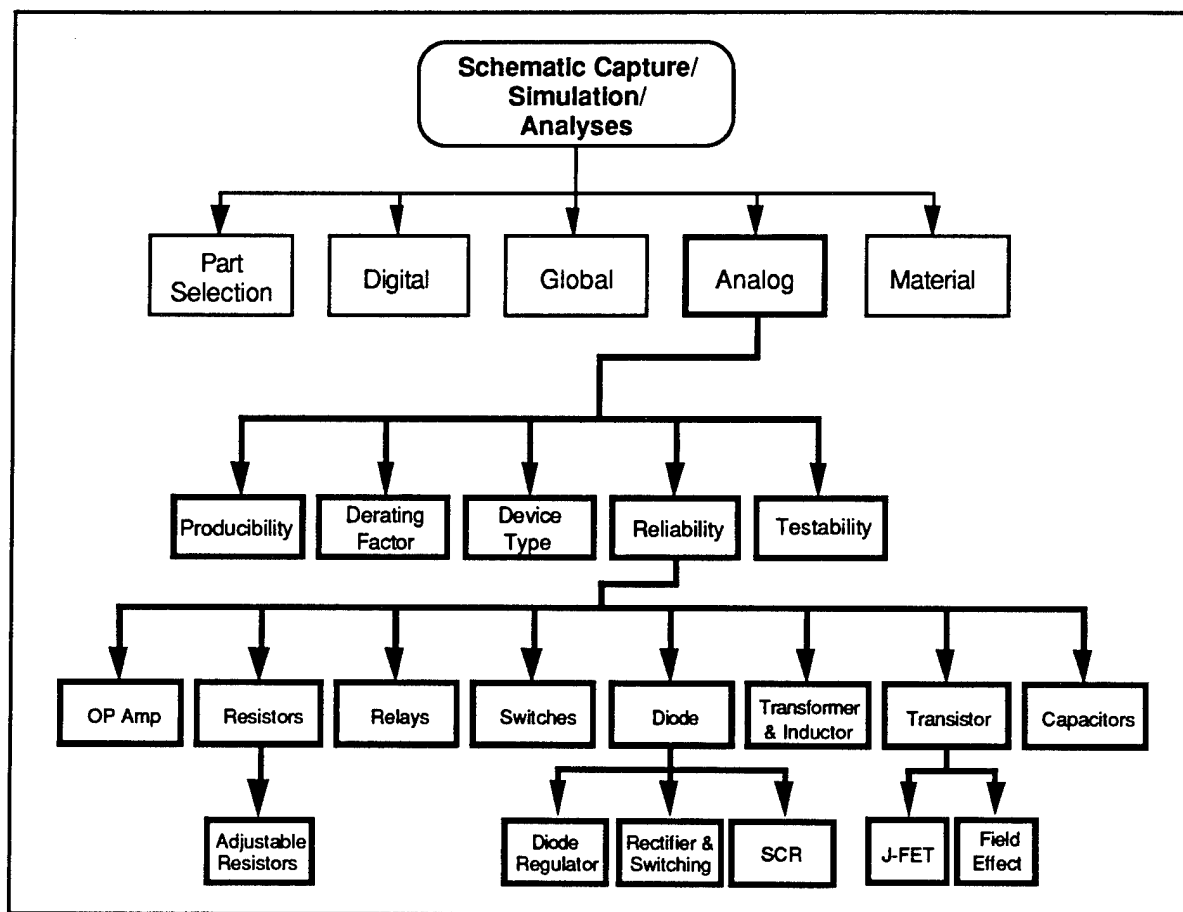 Schematic Capture/
Simulation/
Analyses
Part
Selection
Digital
Global
Analog
Material
Producibility
Derating
Factor
Device
Type
Reliability
Testability
OP Amp
Resistors
Relays
Switches
Diode
Transformer
& Inductor
Transistor
Capacitors
Adjustable
Resistors
Diode
Regulator
Rectifier &
Switching
SCR
J-FET
Field
Effect